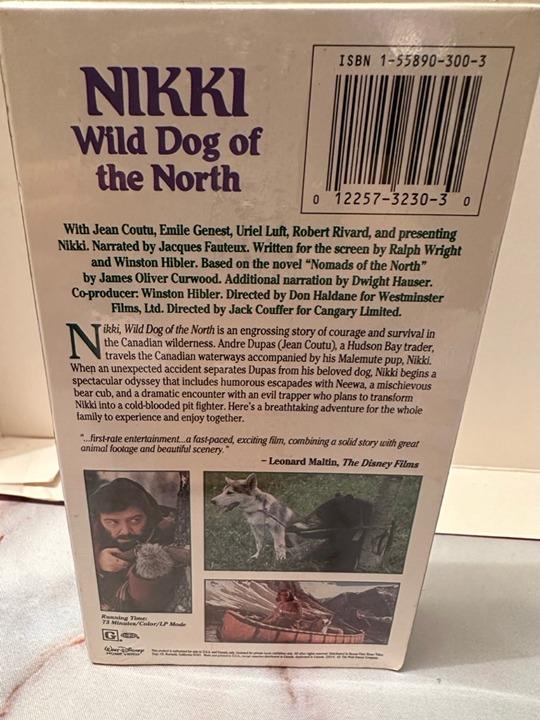 NIKKI
Wild Dog of
the North
ISBN 1-55890-300-3
0 12257-3230-3 0
With Jean Coutu, Emile Genest, Uriel Luft, Robert Rivard, and presenting
Nikki. Narrated by Jacques Fauteux. Written for the screen by Ralph Wright
and Winston Hibler. Based on the novel "Nomads of the North"
by James Oliver Curwood. Additional narration by Dwight Hauser.
Co-producer: Winston Hibler. Directed by Don Haldane for Westminster
Films, Ltd. Directed by Jack Couffer for Cangary Limited.
Nikki, Wild Dog of the North is an engrossing story of courage and survival in
the Canadian wilderness. Andre Dupas (Jean Coutu), a Hudson Bay trader,
travels the Canadian waterways accompanied by his Malemute pup, Nikki.
When an unexpected accident separates Dupas from his beloved dog, Nikki begins a
spectacular odyssey that includes humorous escapades with Neewa, a mischievous
bear cub, and a dramatic encounter with an evil trapper who plans to transform
Nikki into a cold-blooded pit fighter. Here's a breathtaking adventure for the whole
family to experience and enjoy together.
"...first-rate entertainment...a fast-paced, exciting film, combining a solid story with great
animal footage and beautiful scenery."
– Leonard Maltin, The Disney Films
Running Time:
73 Minutes/Color/LP Mode
G
Walt Disney
HOME VIDEO